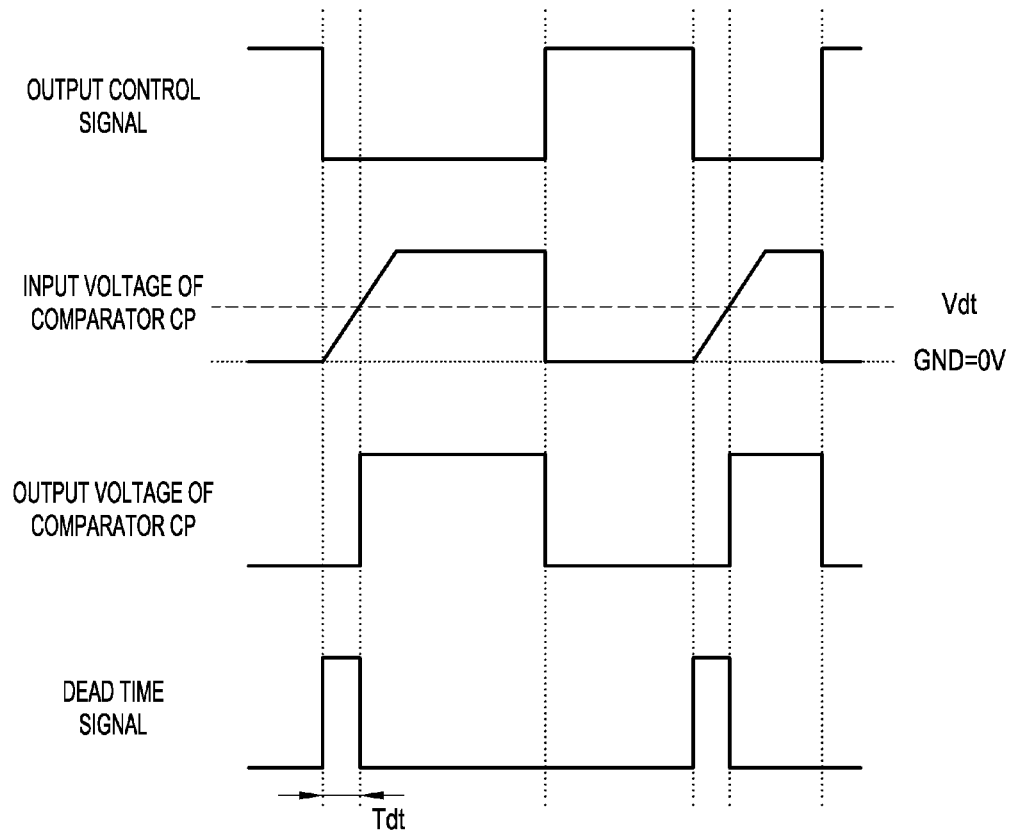 OUTPUT CONTROL
SIGNAL
INPUT VOLTAGE OF
COMPARATOR CP
Vdt
GND=0V
OUTPUT VOLTAGE OF
COMPARATOR CP
DEAD TIME
SIGNAL
Tdt